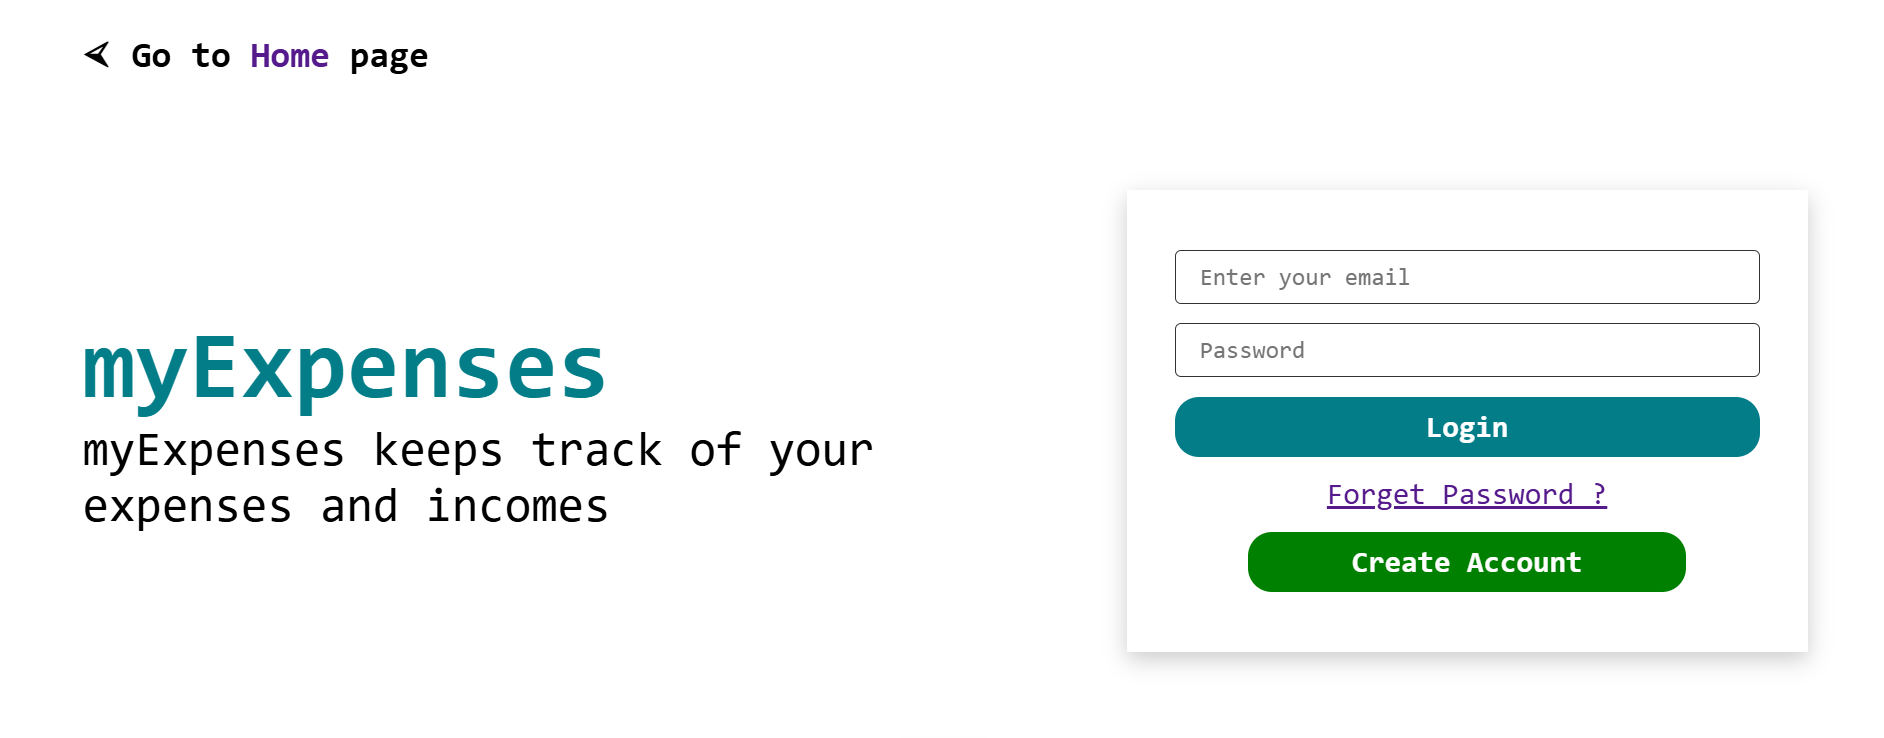 ⮘ Go to Home page
myExpenses
myExpenses keeps track of your
expenses and incomes
Enter your email
Password
Login
Forget Password ?
Create Account